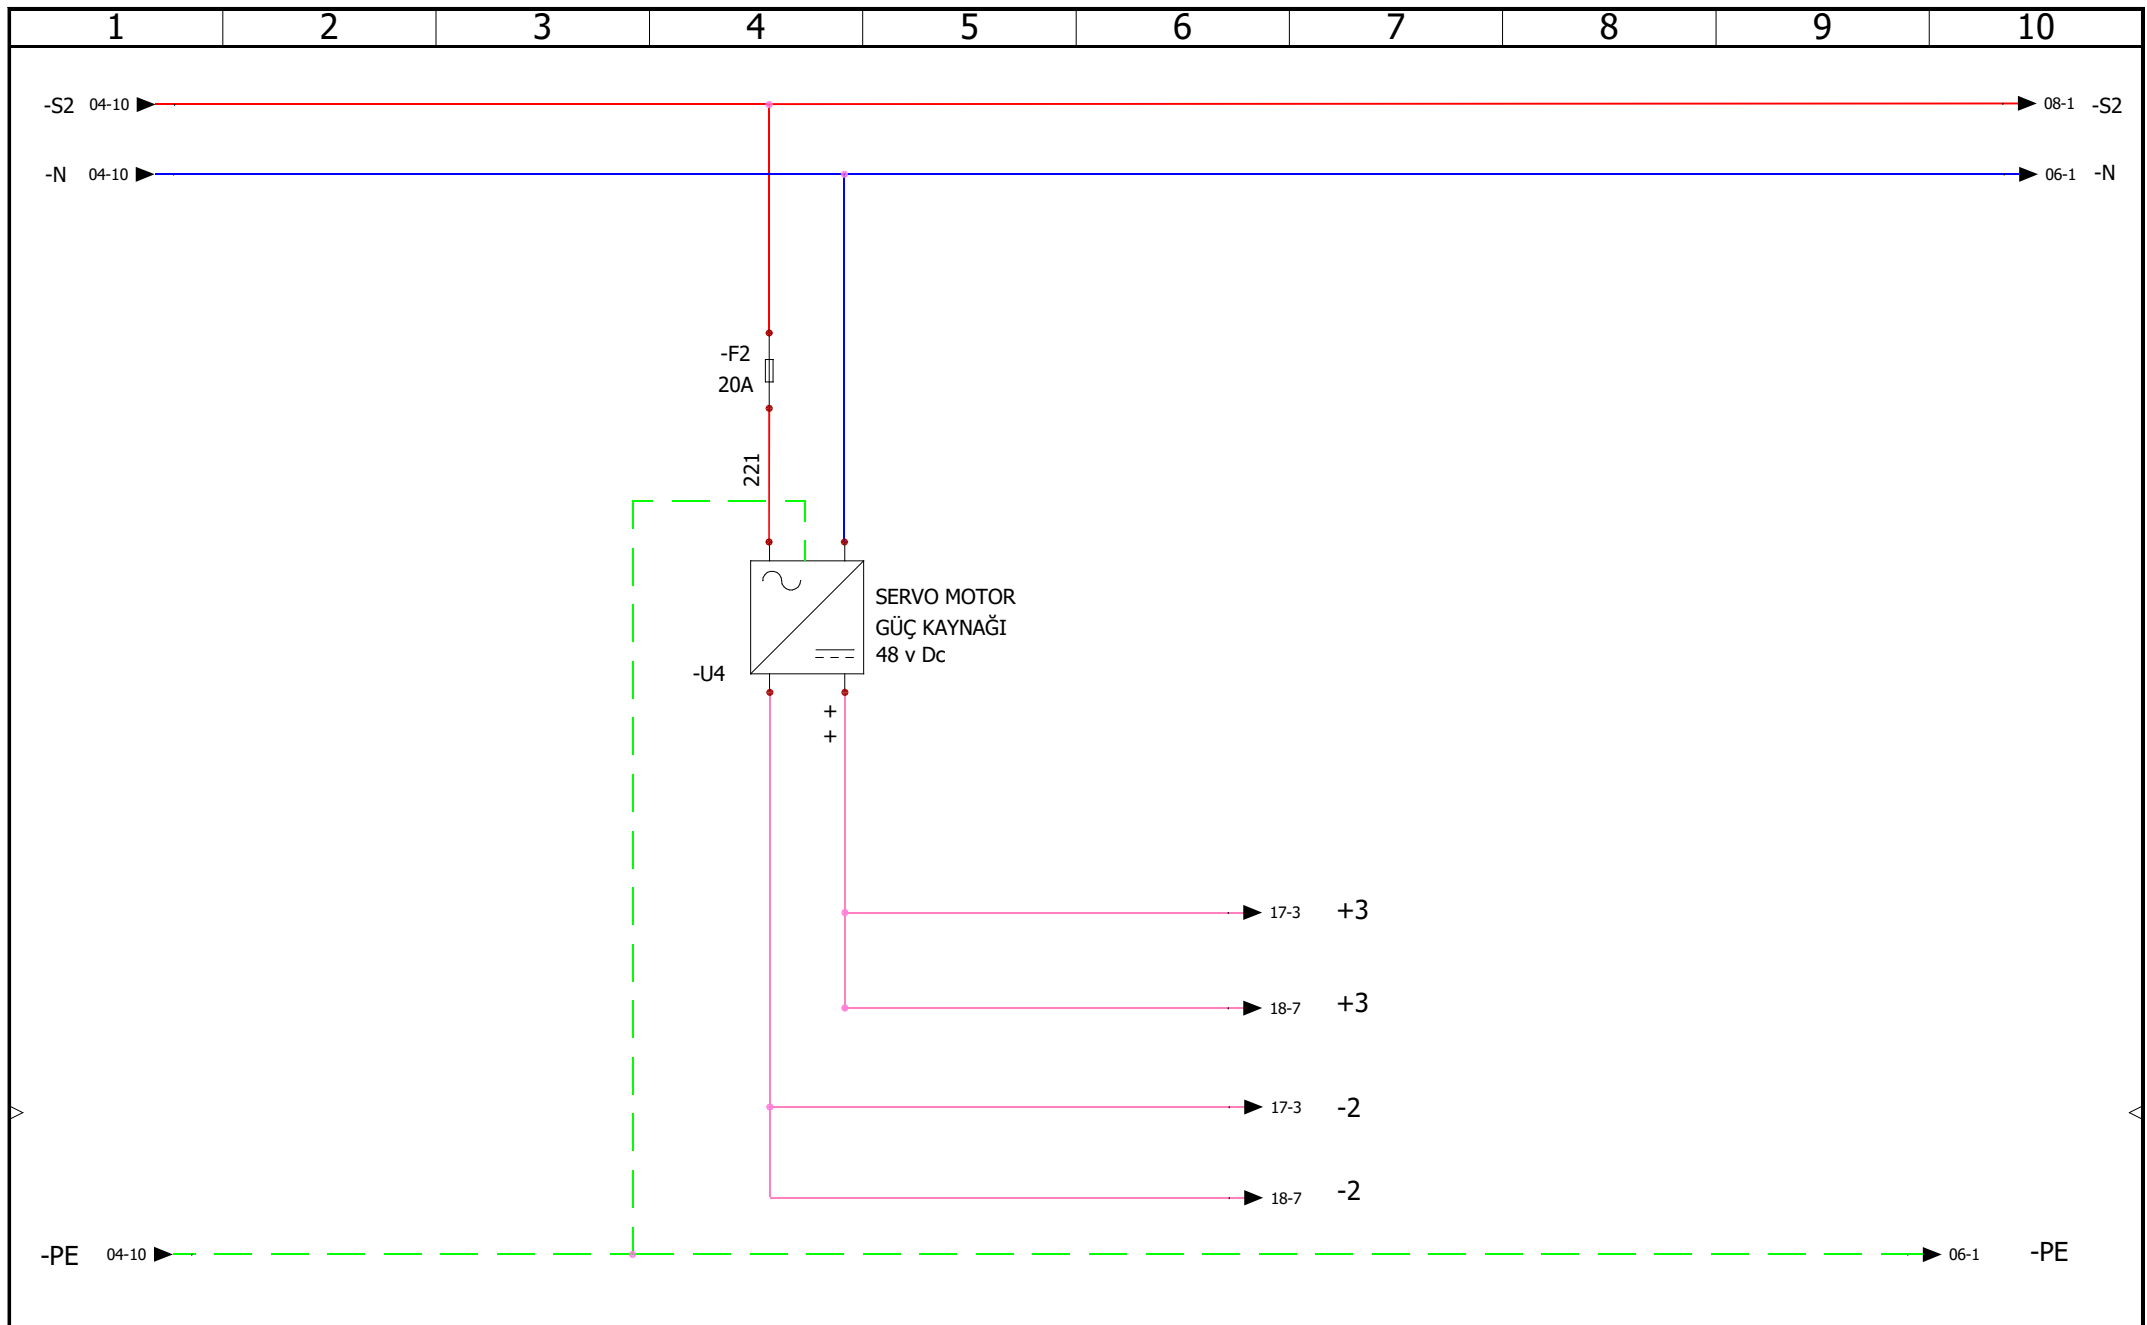 1 2 3 4 5 6 7 8 9 10
-S2 04-10 08-1 -S2
-N 04-10 06-1 -N
-F2
20A
221
SERVO MOTOR
GÜÇ KAYNAĞI
48 v Dc
-U4
+
+
17-3 +3
18-7 +3
17-3 -2
18-7 -2
-PE 04-10 06-1 -PE